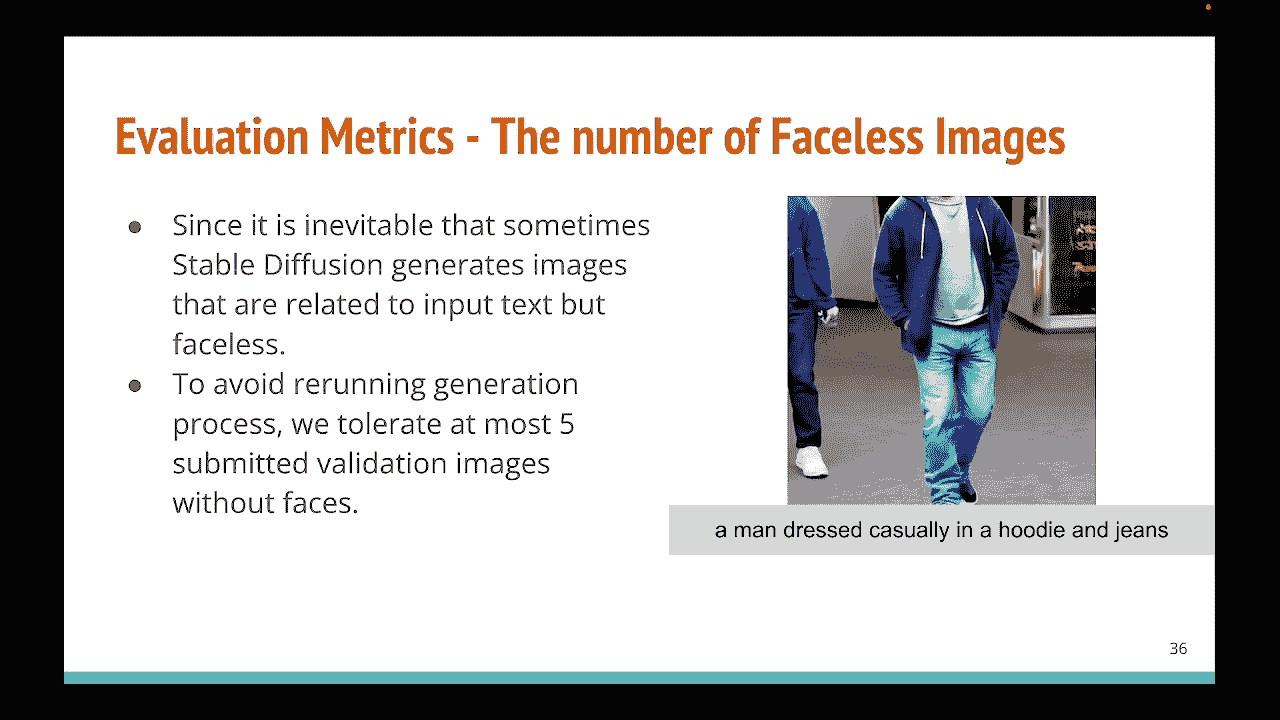 Evaluation Metrics - The number of Faceless Images
● Since it is inevitable that sometimes
Stable Diffusion generates images
that are related to input text but
faceless.
● To avoid rerunning generation
process, we tolerate at most 5
submitted validation images
without faces.
a man dressed casually in a hoodie and jeans
36